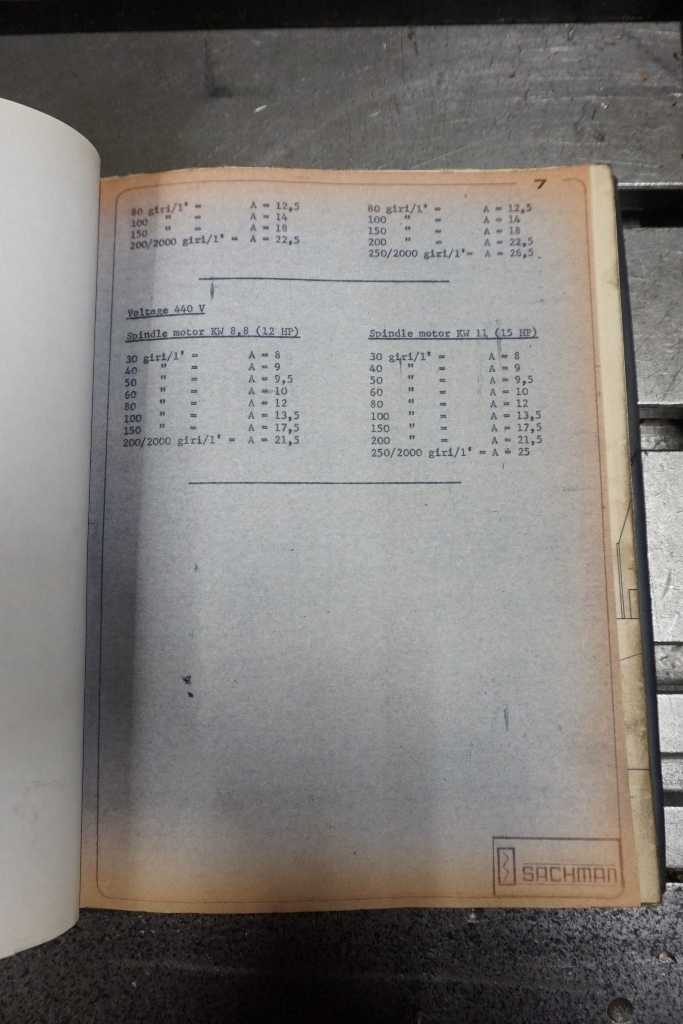 7
80 giri/1' = A = 12,5 80 giri/1' = A = 12,5
100 " = A = 14 100 " = A = 14
150 " = A = 18 150 " = A = 18
200/2000 giri/1' = A = 22,5 200 " = A = 22,5
250/2000 giri/1'= A = 26,5
Voltage 440 V
Spindle motor KW 8,8 (12 HP) Spindle motor KW 11 (15 HP)
30 giri/1' = A = 8 30 giri/1' = A = 8
40 " = A = 9 40 " = A = 9
50 " = A = 9,5 50 " = A = 9,5
60 " = A = 10 60 " = A = 10
80 " = A = 12 80 " = A = 12
100 " = A = 13,5 100 " = A = 13,5
150 " = A = 17,5 150 " = A = 17,5
200/2000 giri/1' = A = 21,5 200 " = A = 21,5
250/2000 giri/1' = A = 25
SACHMAN